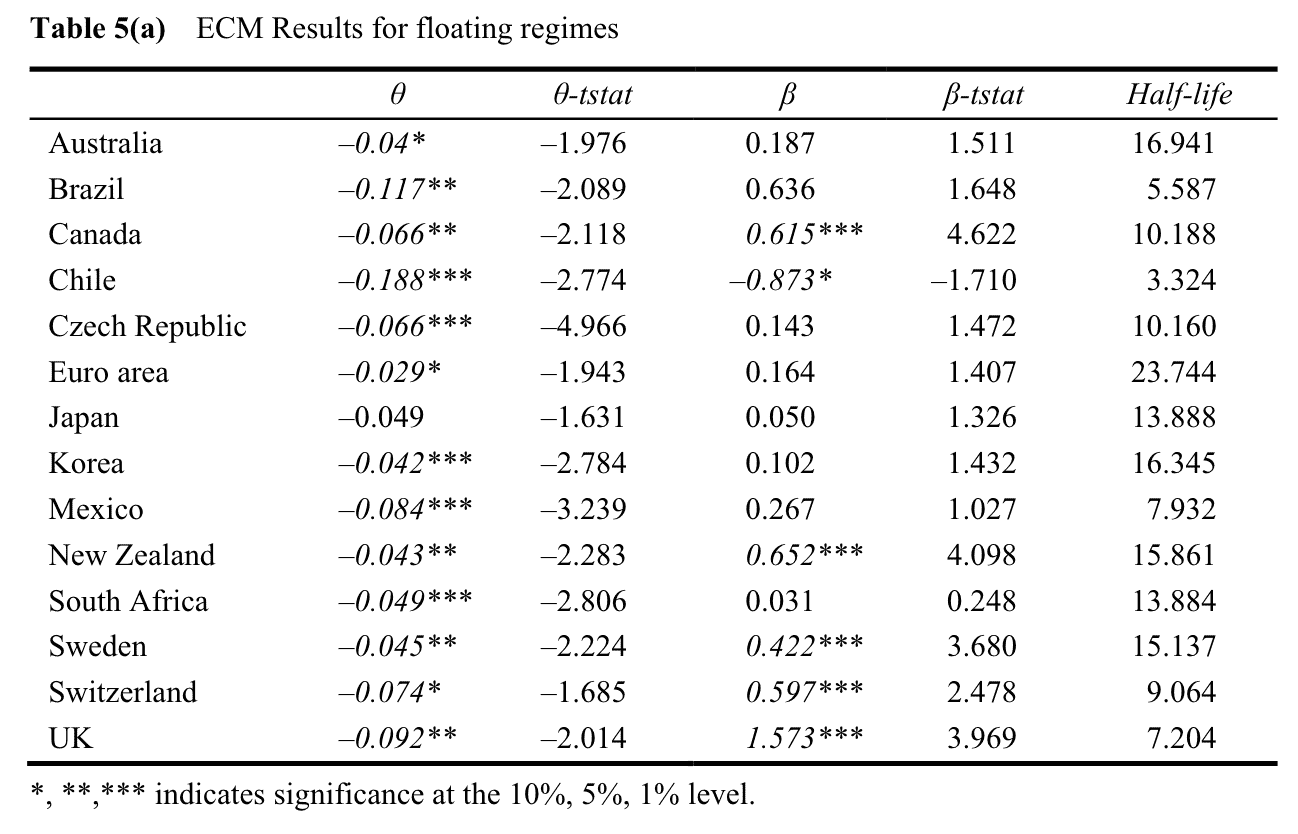 Table 5(a) ECM Results for floating regimes
θ θ-tstat β β-tstat Half-life
Australia –0.04* –1.976 0.187 1.511 16.941
Brazil –0.117** –2.089 0.636 1.648 5.587
Canada –0.066** –2.118 0.615*** 4.622 10.188
Chile –0.188*** –2.774 –0.873* –1.710 3.324
Czech Republic –0.066*** –4.966 0.143 1.472 10.160
Euro area –0.029* –1.943 0.164 1.407 23.744
Japan –0.049 –1.631 0.050 1.326 13.888
Korea –0.042*** –2.784 0.102 1.432 16.345
Mexico –0.084*** –3.239 0.267 1.027 7.932
New Zealand –0.043** –2.283 0.652*** 4.098 15.861
South Africa –0.049*** –2.806 0.031 0.248 13.884
Sweden –0.045** –2.224 0.422*** 3.680 15.137
Switzerland –0.074* –1.685 0.597*** 2.478 9.064
UK –0.092** –2.014 1.573*** 3.969 7.204
*, **,*** indicates significance at the 10%, 5%, 1% level.